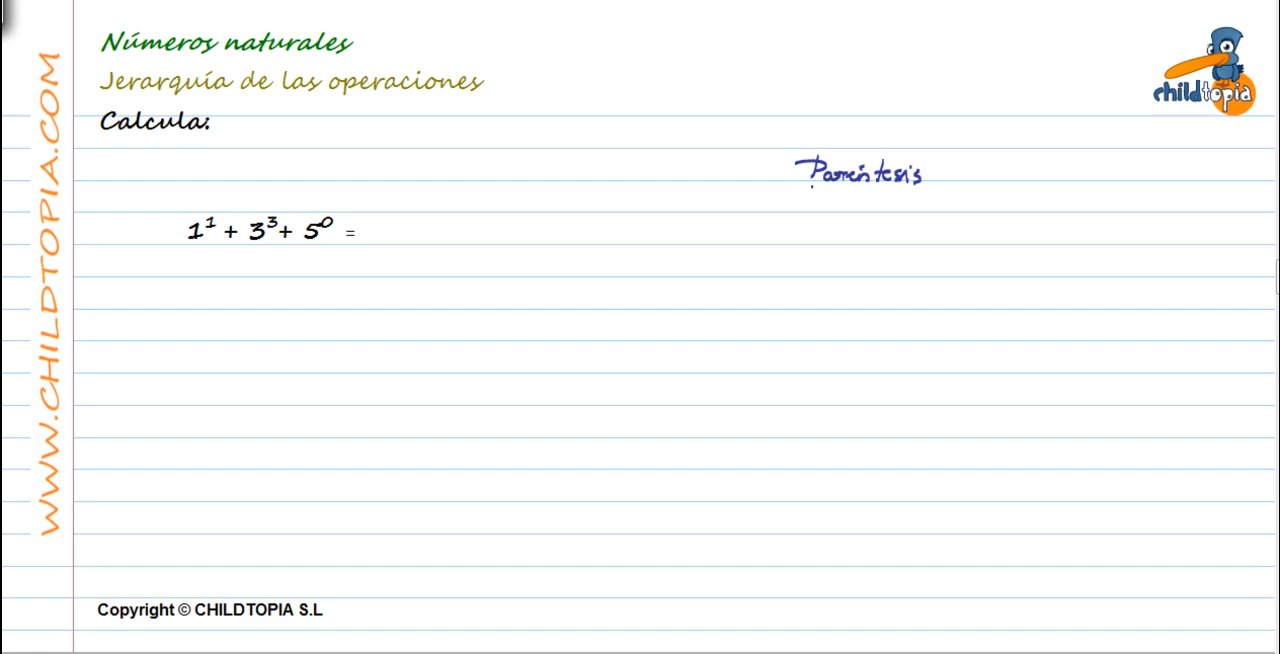 Números naturales
Jerarquía de las operaciones
childtopia
Calcula:
Paréntesis
1¹ + 3³ + 5⁰ =
WWW.CHILDTOPIA.COM
Copyright © CHILDTOPIA S.L